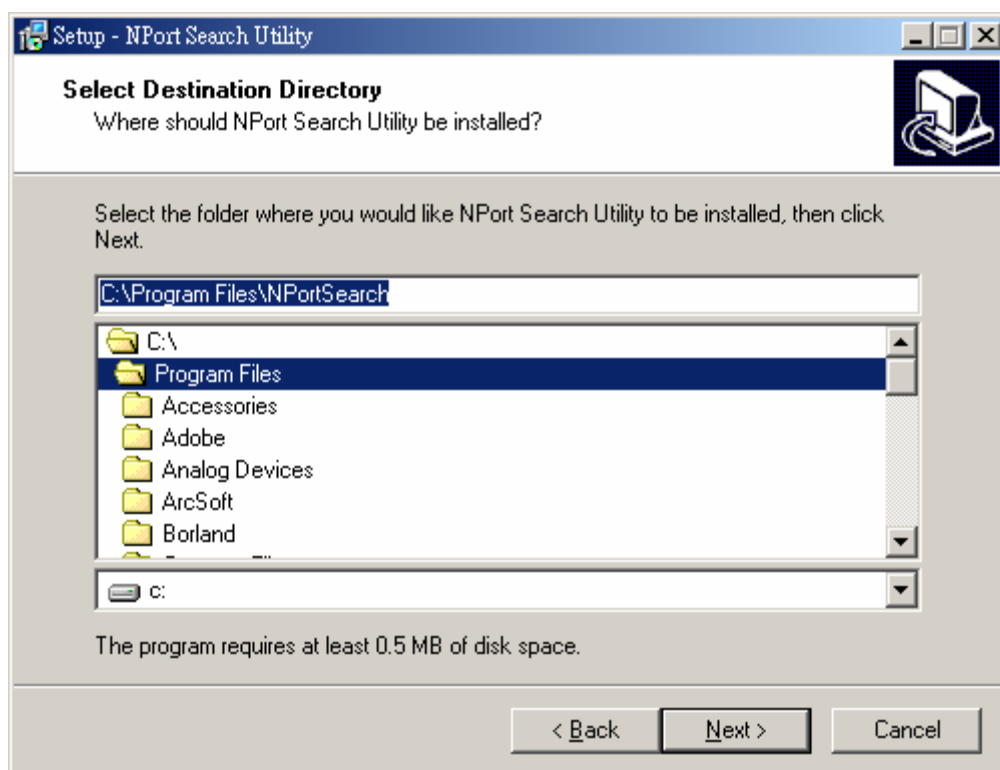 Setup - NPort Search Utility
Select Destination Directory
Where should NPort Search Utility be installed?
Select the folder where you would like NPort Search Utility to be installed, then click
Next.
C:\Program Files\NPortSearch
C:\
Program Files
Accessories
Adobe
Analog Devices
ArcSoft
Borland
c:
The program requires at least 0.5 MB of disk space.
< Back
Next >
Cancel